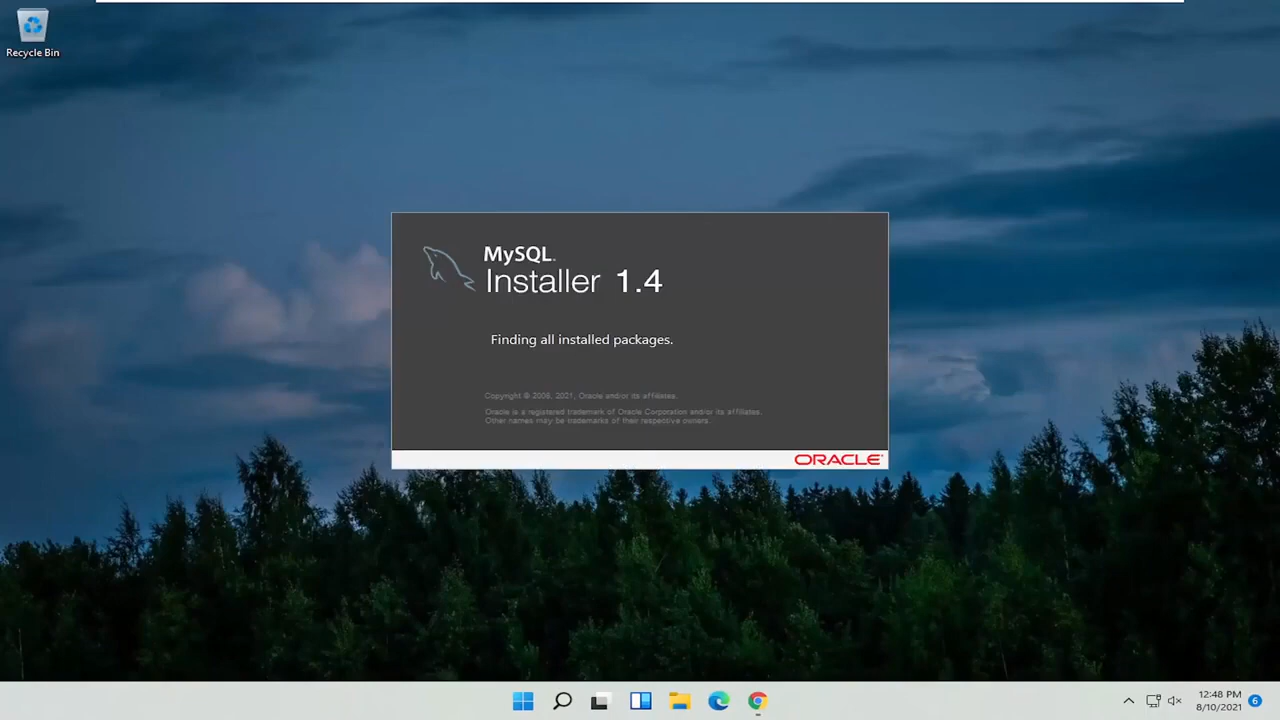 Recycle Bin
MySQL.
Installer 1.4
Finding all installed packages.
Copyright © 2008, 2021, Oracle and/or its affiliates.
Oracle is a registered trademark of Oracle Corporation and/or its affiliates.
Other names may be trademarks of their respective owners.
ORACLE
12:48 PM
8/10/2021
6